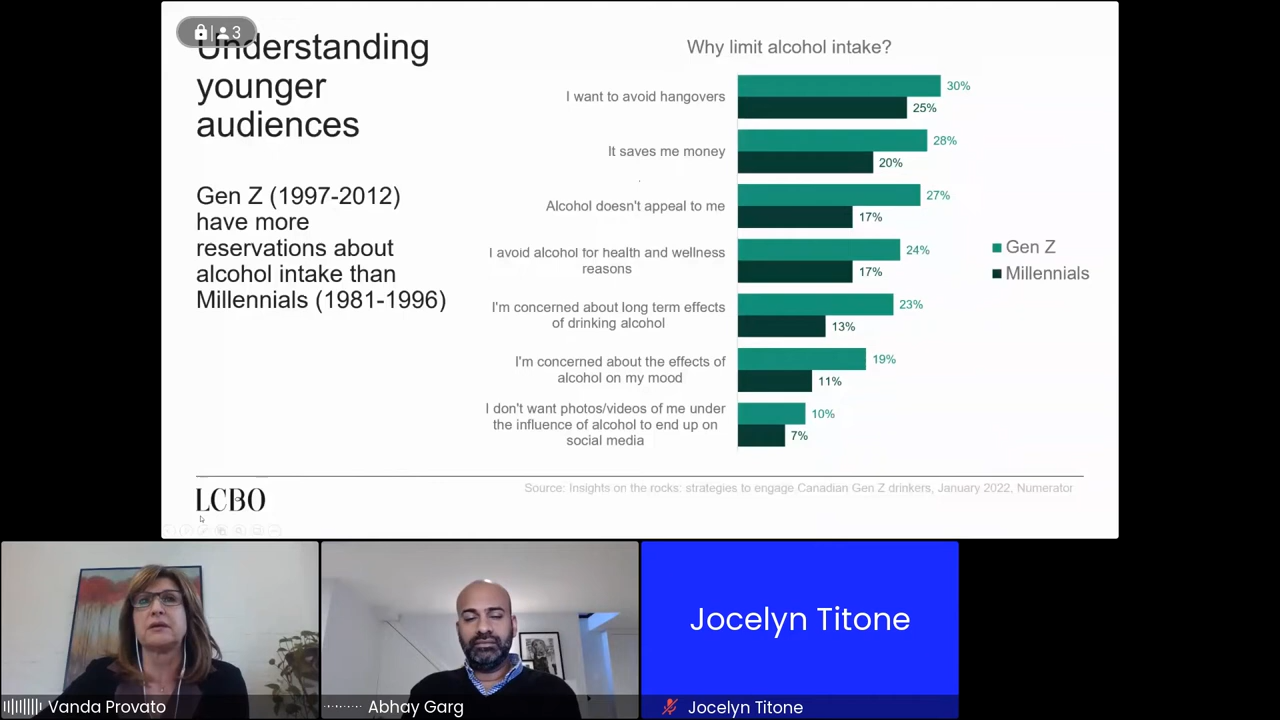 3
Understanding
younger
audiences
Gen Z (1997-2012)
have more
reservations about
alcohol intake than
Millennials (1981-1996)
Why limit alcohol intake?
I want to avoid hangovers
30%
25%
It saves me money
28%
20%
Alcohol doesn't appeal to me
27%
17%
I avoid alcohol for health and wellness
reasons
24%
17%
I'm concerned about long term effects
of drinking alcohol
23%
13%
I'm concerned about the effects of
alcohol on my mood
19%
11%
I don't want photos/videos of me under
the influence of alcohol to end up on
social media
10%
7%
Gen Z
Millennials
Source: Insights on the rocks: strategies to engage Canadian Gen Z drinkers, January 2022, Numerator
LCBO
Vanda Provato
Abhay Garg
Jocelyn Titone
Jocelyn Titone